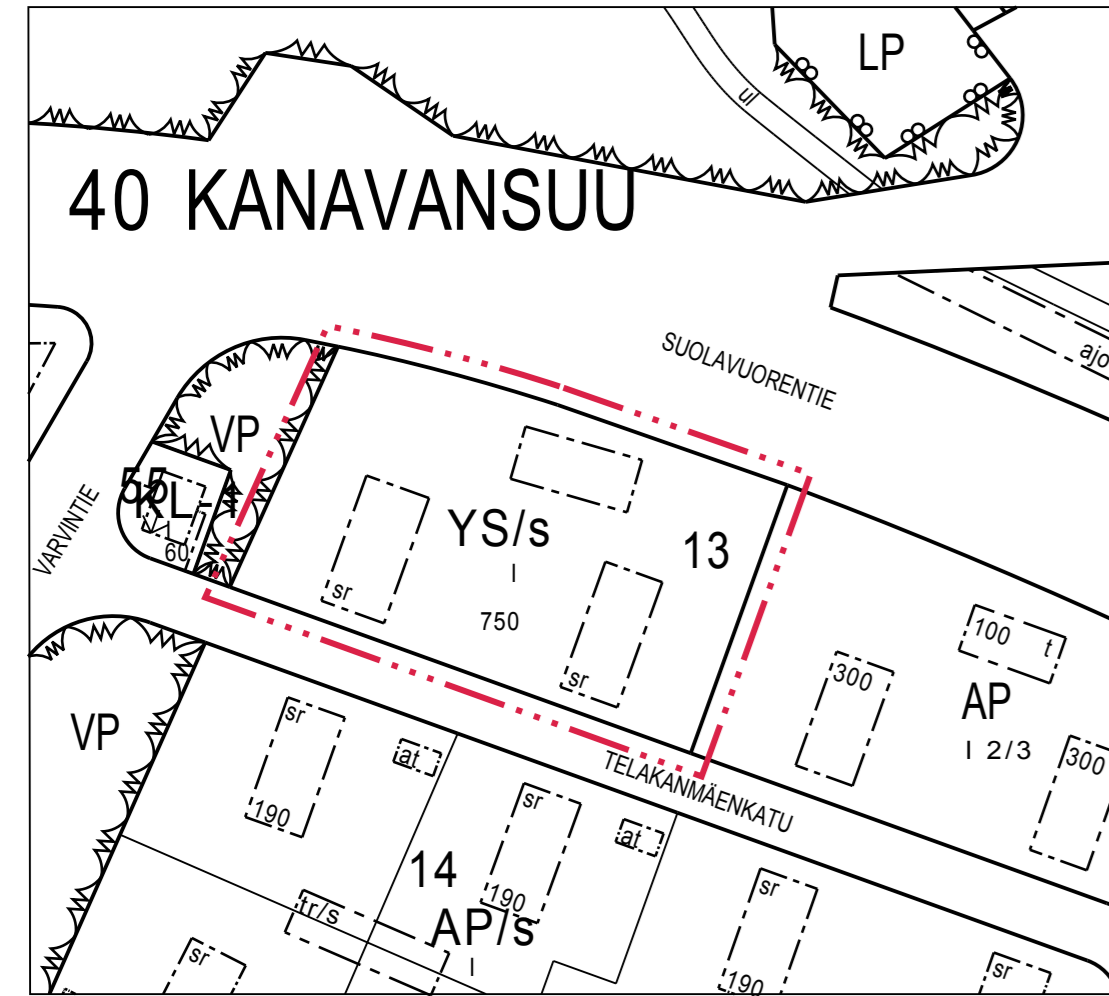 LP
ul
40 KANAVANSUU
SUOLAVUORENTIE
ajo
VP
55
KL-1
I
60
VARVINTIE
YS/s
I
750
13
sr
sr
100 t
300
AP
I 2/3
300
TELAKANMÄENKATU
VP
sr
at
190
sr
at
190
14
AP/s
I
tr/s
sr
sr
190
sr